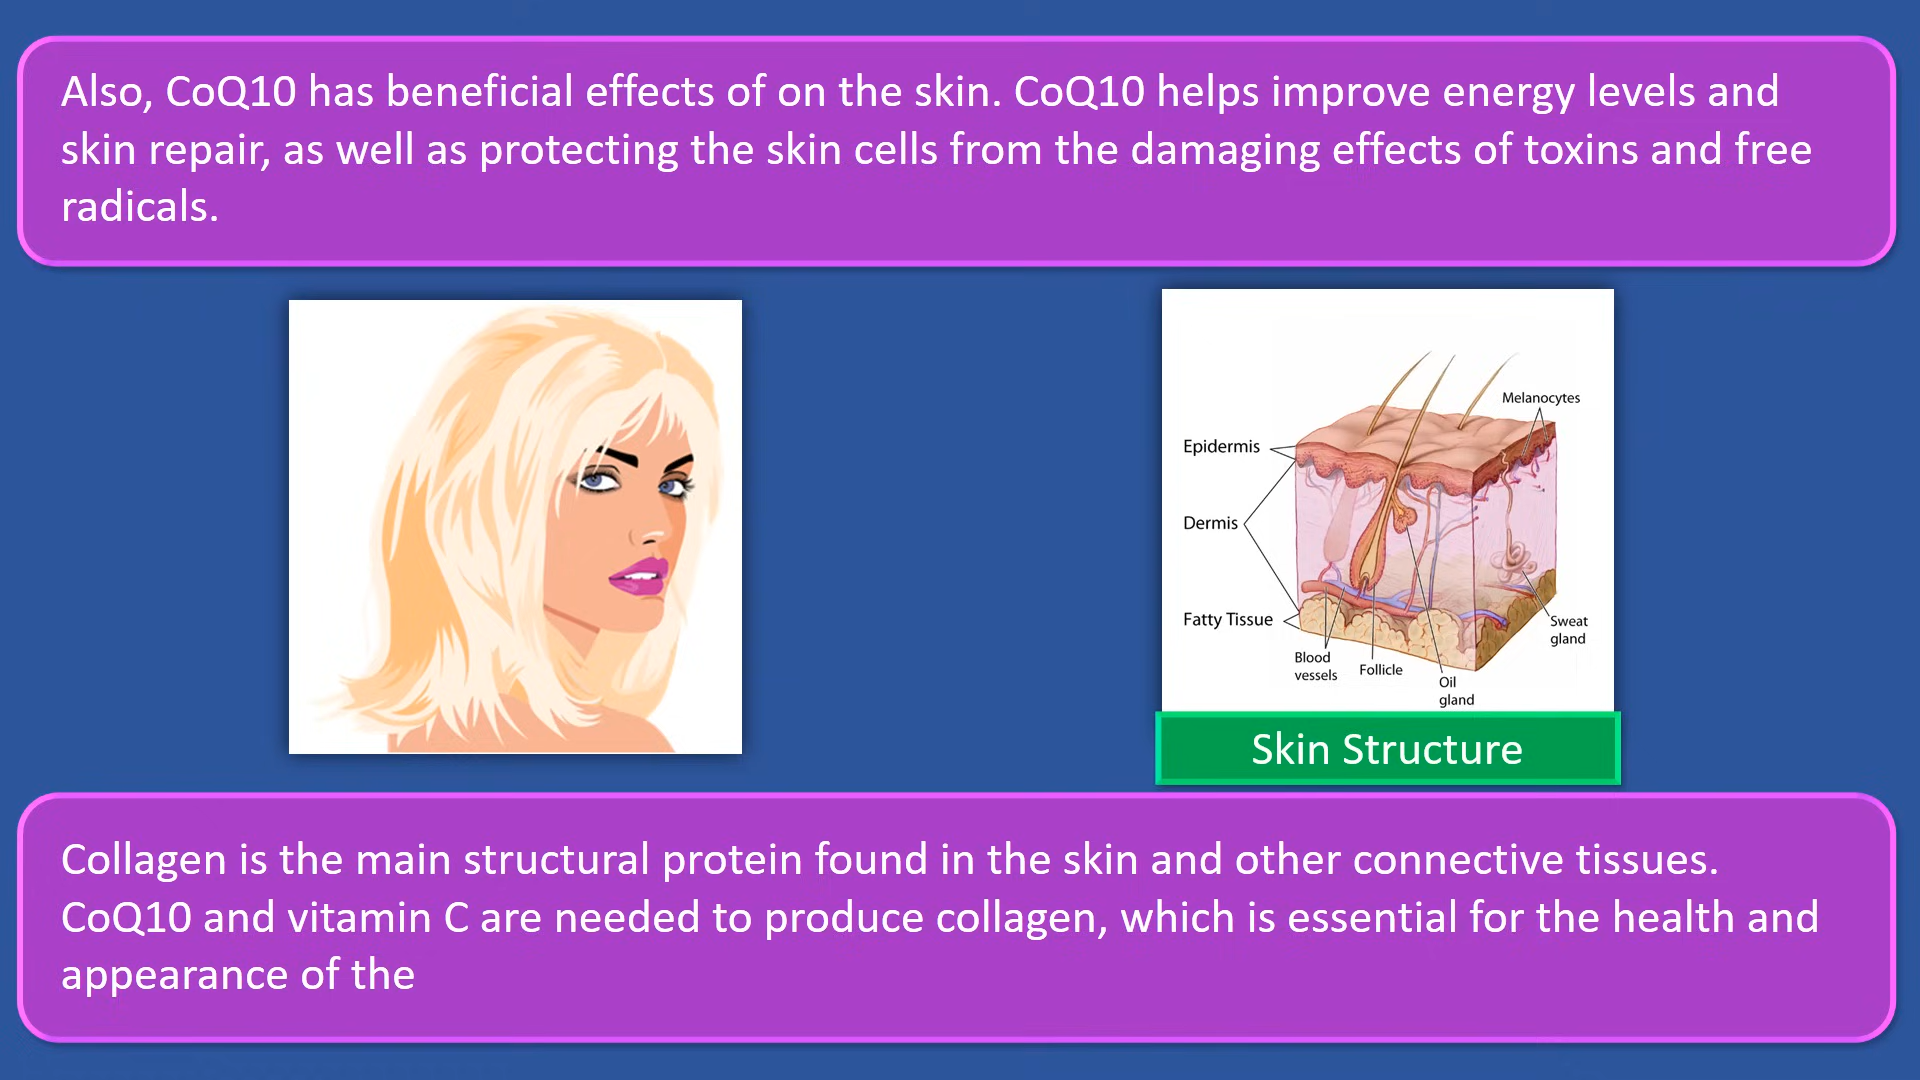 Also, CoQ10 has beneficial effects of on the skin. CoQ10 helps improve energy levels and
skin repair, as well as protecting the skin cells from the damaging effects of toxins and free
radicals.
Melanocytes
Epidermis
Dermis
Fatty Tissue
Sweat
gland
Blood
vessels
Follicle
Oil
gland
Skin Structure
Collagen is the main structural protein found in the skin and other connective tissues.
CoQ10 and vitamin C are needed to produce collagen, which is essential for the health and
appearance of the